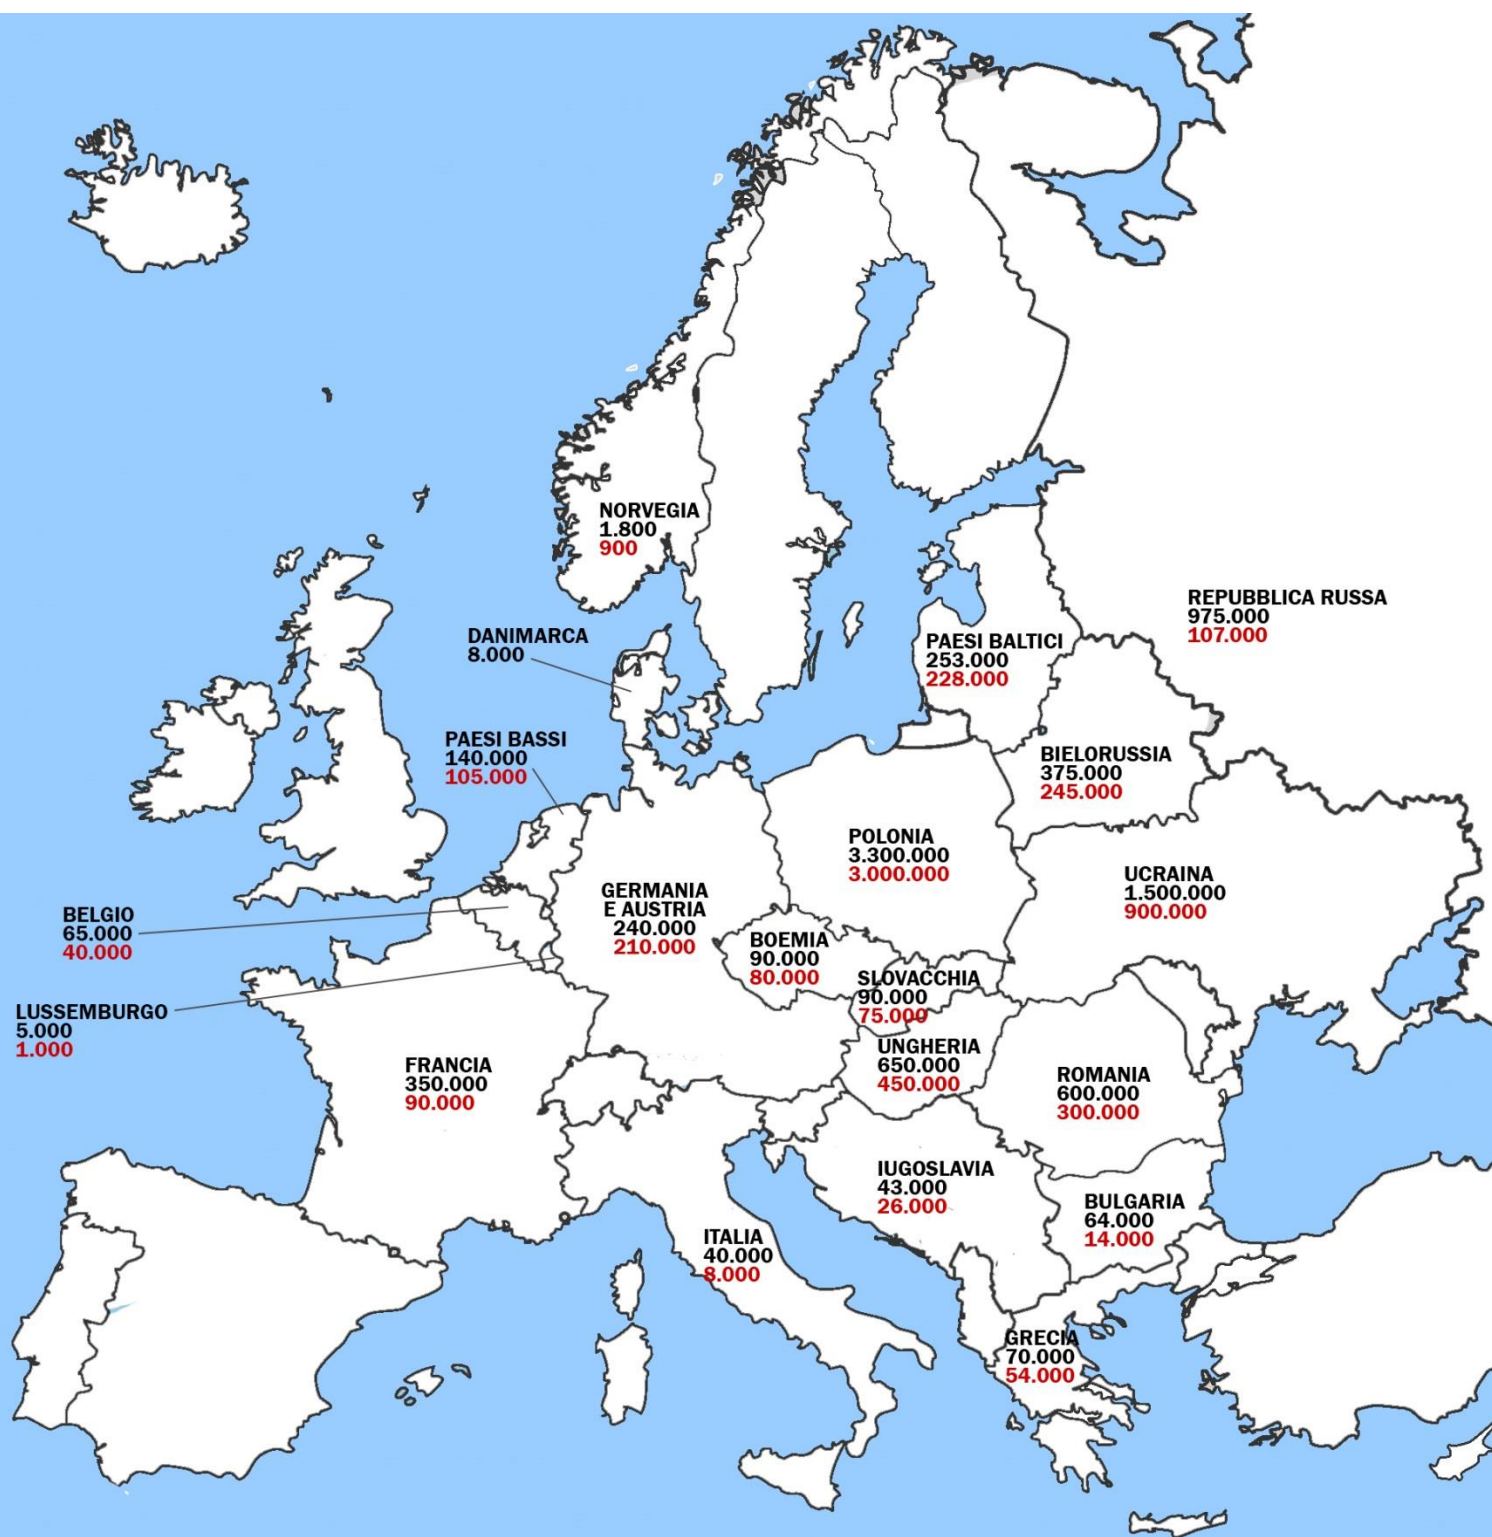 NORVEGIA
1.800
900
REPUBBLICA RUSSA
975.000
107.000
DANIMARCA
8.000
PAESI BALTICI
253.000
228.000
PAESI BASSI
140.000
105.000
BIELORUSSIA
375.000
245.000
POLONIA
3.300.000
3.000.000
UCRAINA
1.500.000
900.000
GERMANIA
E AUSTRIA
240.000
210.000
BELGIO
65.000
40.000
BOEMIA
90.000
80.000
SLOVACCHIA
90.000
75.000
LUSSEMBURGO
5.000
1.000
UNGHERIA
650.000
450.000
FRANCIA
350.000
90.000
ROMANIA
600.000
300.000
IUGOSLAVIA
43.000
26.000
BULGARIA
64.000
14.000
ITALIA
40.000
8.000
GRECIA
70.000
54.000